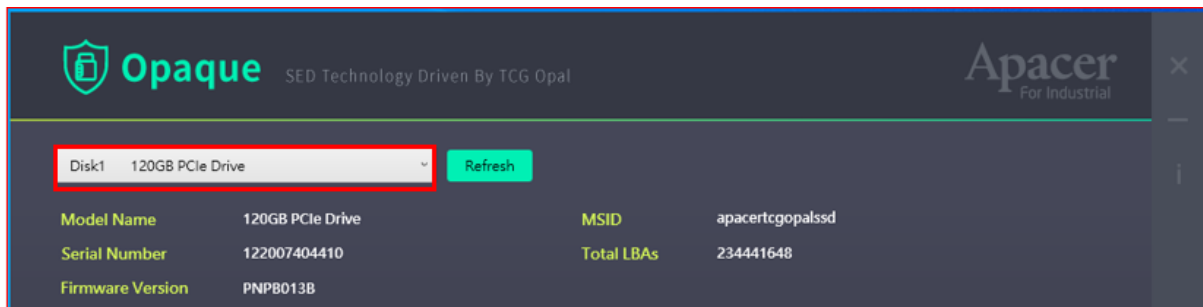 Opaque SED Technology Driven By TCG Opal
Apacer
For Industrial
Disk1 120GB PCIe Drive
Refresh
Model Name 120GB PCIe Drive MSID apacertcgopalssd
Serial Number 122007404410 Total LBAs 234441648
Firmware Version PNPB013B